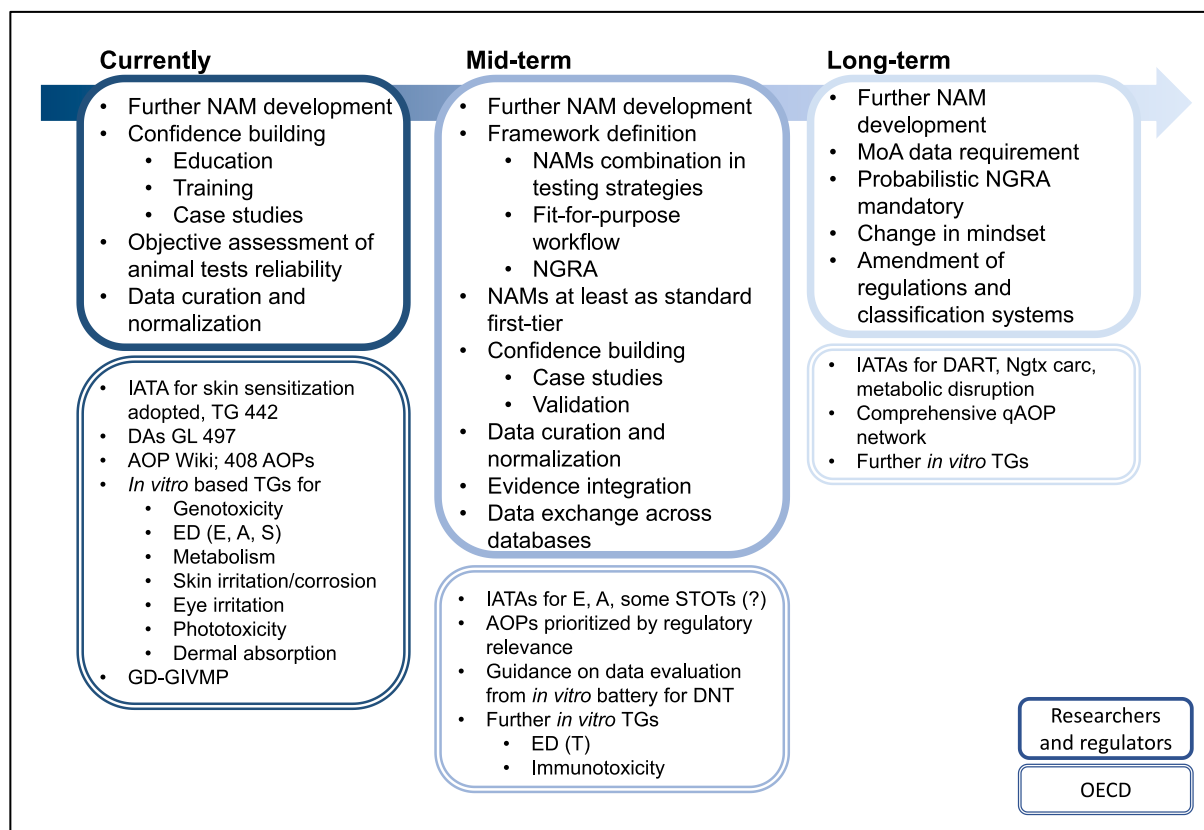 Currently
• Further NAM development
• Confidence building
• Education
• Training
• Case studies
• Objective assessment of
animal tests reliability
• Data curation and
normalization
• IATA for skin sensitization
adopted, TG 442
• DAs GL 497
• AOP Wiki; 408 AOPs
• In vitro based TGs for
• Genotoxicity
• ED (E, A, S)
• Metabolism
• Skin irritation/corrosion
• Eye irritation
• Phototoxicity
• Dermal absorption
• GD-GIVMP
Mid-term
• Further NAM development
• Framework definition
• NAMs combination in
testing strategies
• Fit-for-purpose
workflow
• NGRA
• NAMs at least as standard
first-tier
• Confidence building
• Case studies
• Validation
• Data curation and
normalization
• Evidence integration
• Data exchange across
databases
• IATAs for E, A, some STOTs (?)
• AOPs prioritized by regulatory
relevance
• Guidance on data evaluation
from in vitro battery for DNT
• Further in vitro TGs
• ED (T)
• Immunotoxicity
Long-term
• Further NAM
development
• MoA data requirement
• Probabilistic NGRA
mandatory
• Change in mindset
• Amendment of
regulations and
classification systems
• IATAs for DART, Ngtx carc,
metabolic disruption
• Comprehensive qAOP
network
• Further in vitro TGs
Researchers
and regulators
OECD